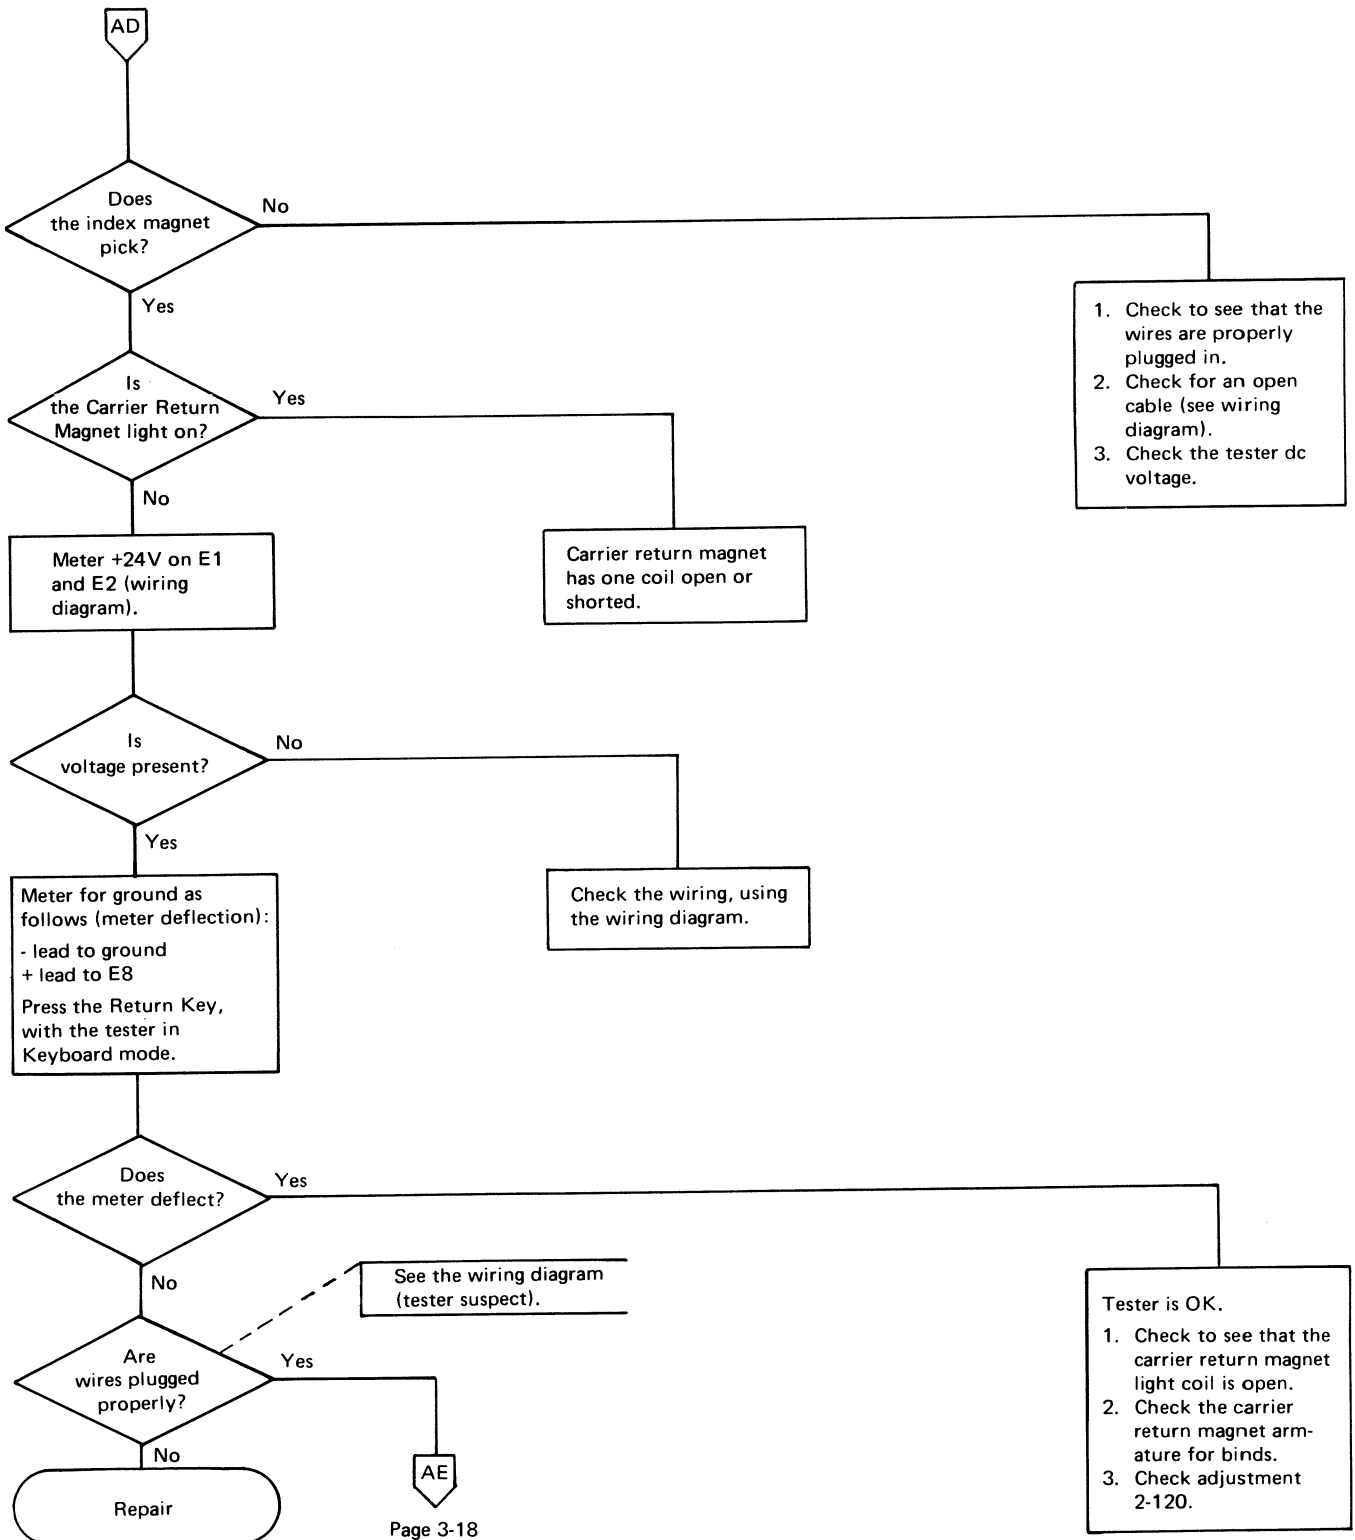 AD
Does
the index magnet
pick?
No
Yes
1. Check to see that the
wires are properly
plugged in.
2. Check for an open
cable (see wiring
diagram).
3. Check the tester dc
voltage.
Is
the Carrier Return
Magnet light on?
Yes
No
Meter +24V on E1
and E2 (wiring
diagram).
Carrier return magnet
has one coil open or
shorted.
Is
voltage present?
No
Yes
Meter for ground as
follows (meter deflection):
- lead to ground
+ lead to E8
Press the Return Key,
with the tester in
Keyboard mode.
Check the wiring, using
the wiring diagram.
Does
the meter deflect?
Yes
No
See the wiring diagram
(tester suspect).
Tester is OK.
1. Check to see that the
carrier return magnet
light coil is open.
2. Check the carrier
return magnet arm-
ature for binds.
3. Check adjustment
2-120.
Are
wires plugged
properly?
Yes
No
Repair
AE
Page 3-18